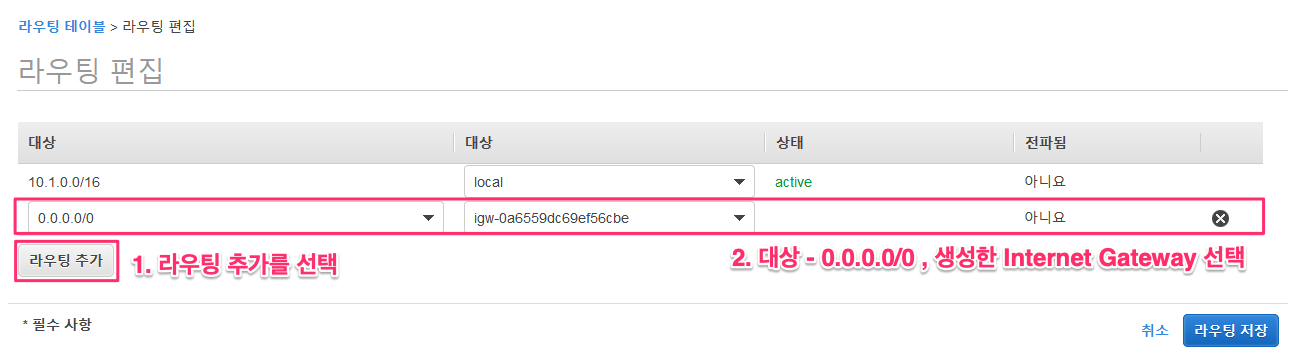 라우팅 테이블 > 라우팅 편집
라우팅 편집
대상 대상 상태 전파됨
10.1.0.0/16 local active 아니요
0.0.0.0/0 igw-0a6559dc69ef56cbe 아니요
라우팅 추가 1. 라우팅 추가를 선택 2. 대상 - 0.0.0.0/0 , 생성한 Internet Gateway 선택
* 필수 사항 취소 라우팅 저장